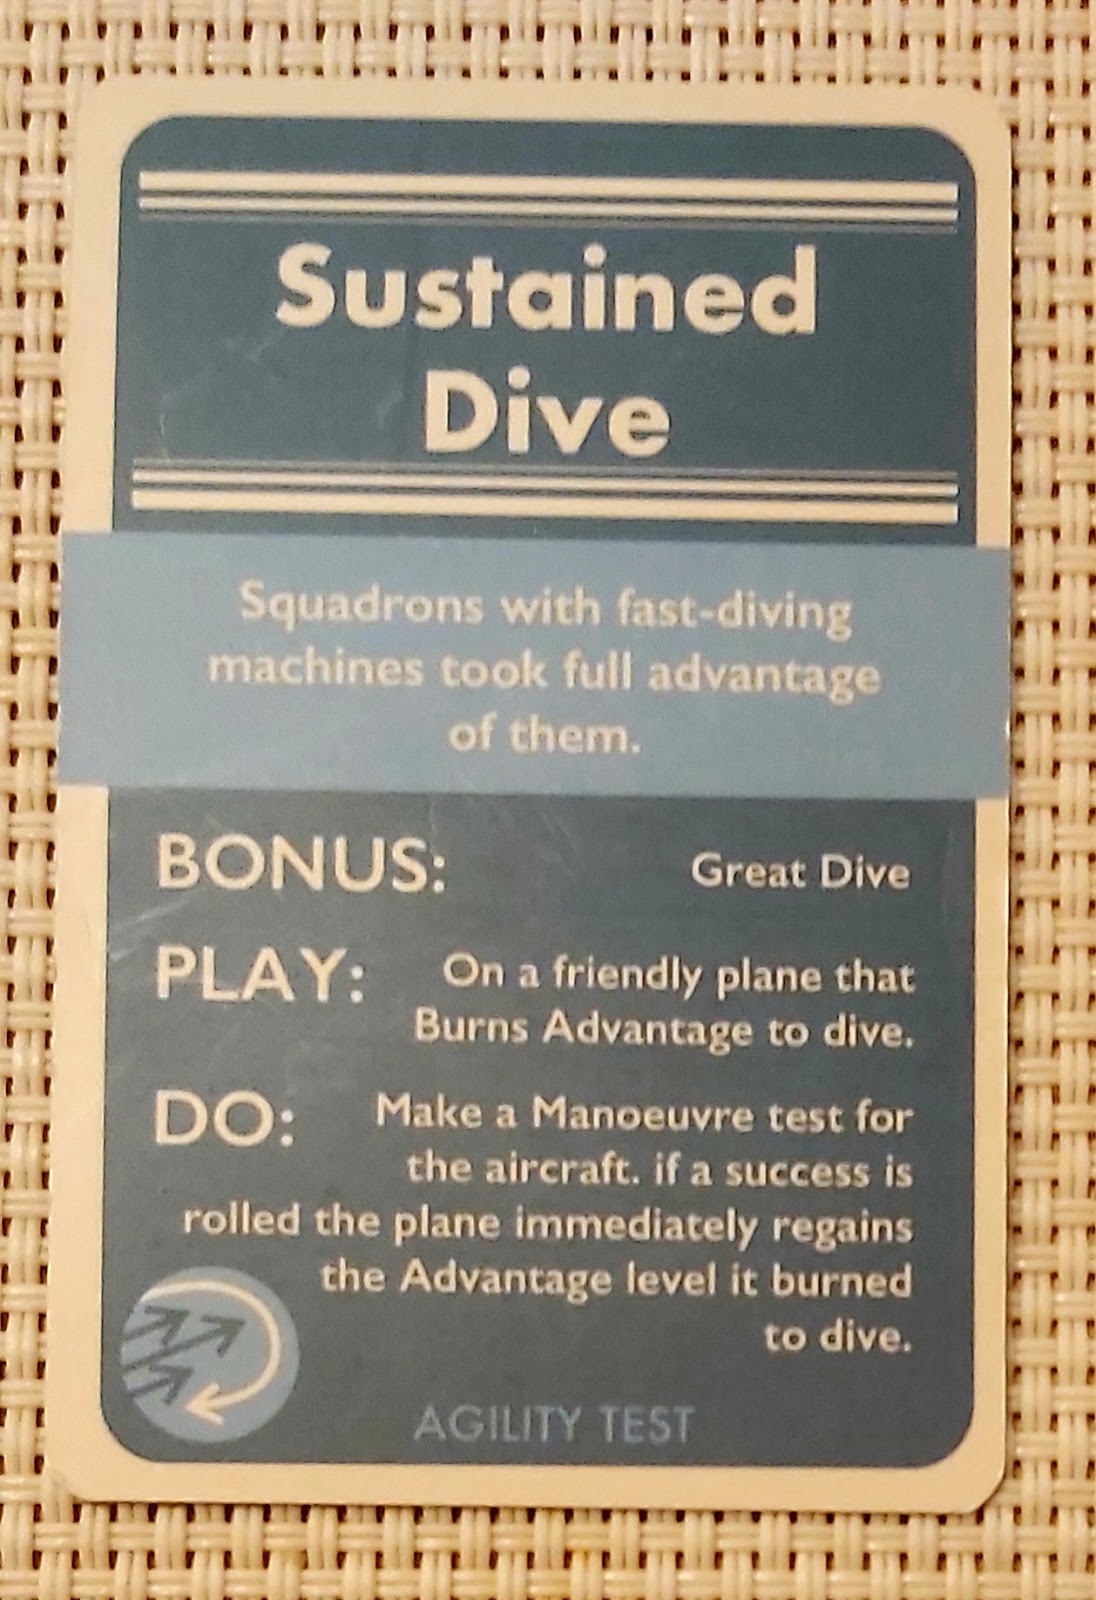 Sustained
Dive
Squadrons with fast-diving
machines took full advantage
of them.
BONUS: Great Dive
PLAY: On a friendly plane that
Burns Advantage to dive.
DO: Make a Manoeuvre test for
the aircraft. if a success is
rolled the plane immediately regains
the Advantage level it burned
to dive.
AGILITY TEST